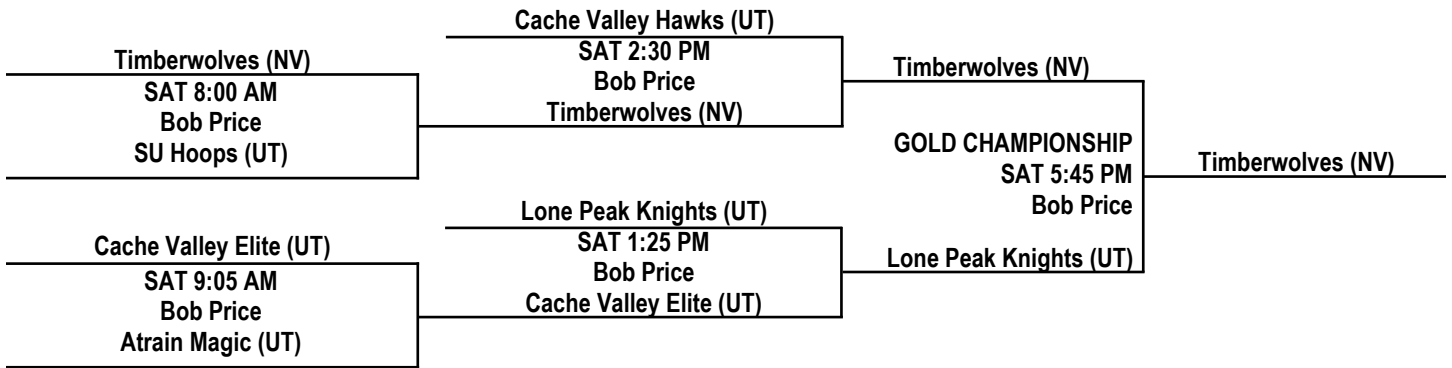 Timberwolves (NV)
SAT 8:00 AM
Bob Price
SU Hoops (UT)
Cache Valley Elite (UT)
SAT 9:05 AM
Bob Price
Atrain Magic (UT)
Cache Valley Hawks (UT)
SAT 2:30 PM
Bob Price
Timberwolves (NV)
Lone Peak Knights (UT)
SAT 1:25 PM
Bob Price
Cache Valley Elite (UT)
Timberwolves (NV)
GOLD CHAMPIONSHIP
SAT 5:45 PM
Bob Price
Lone Peak Knights (UT)
Timberwolves (NV)